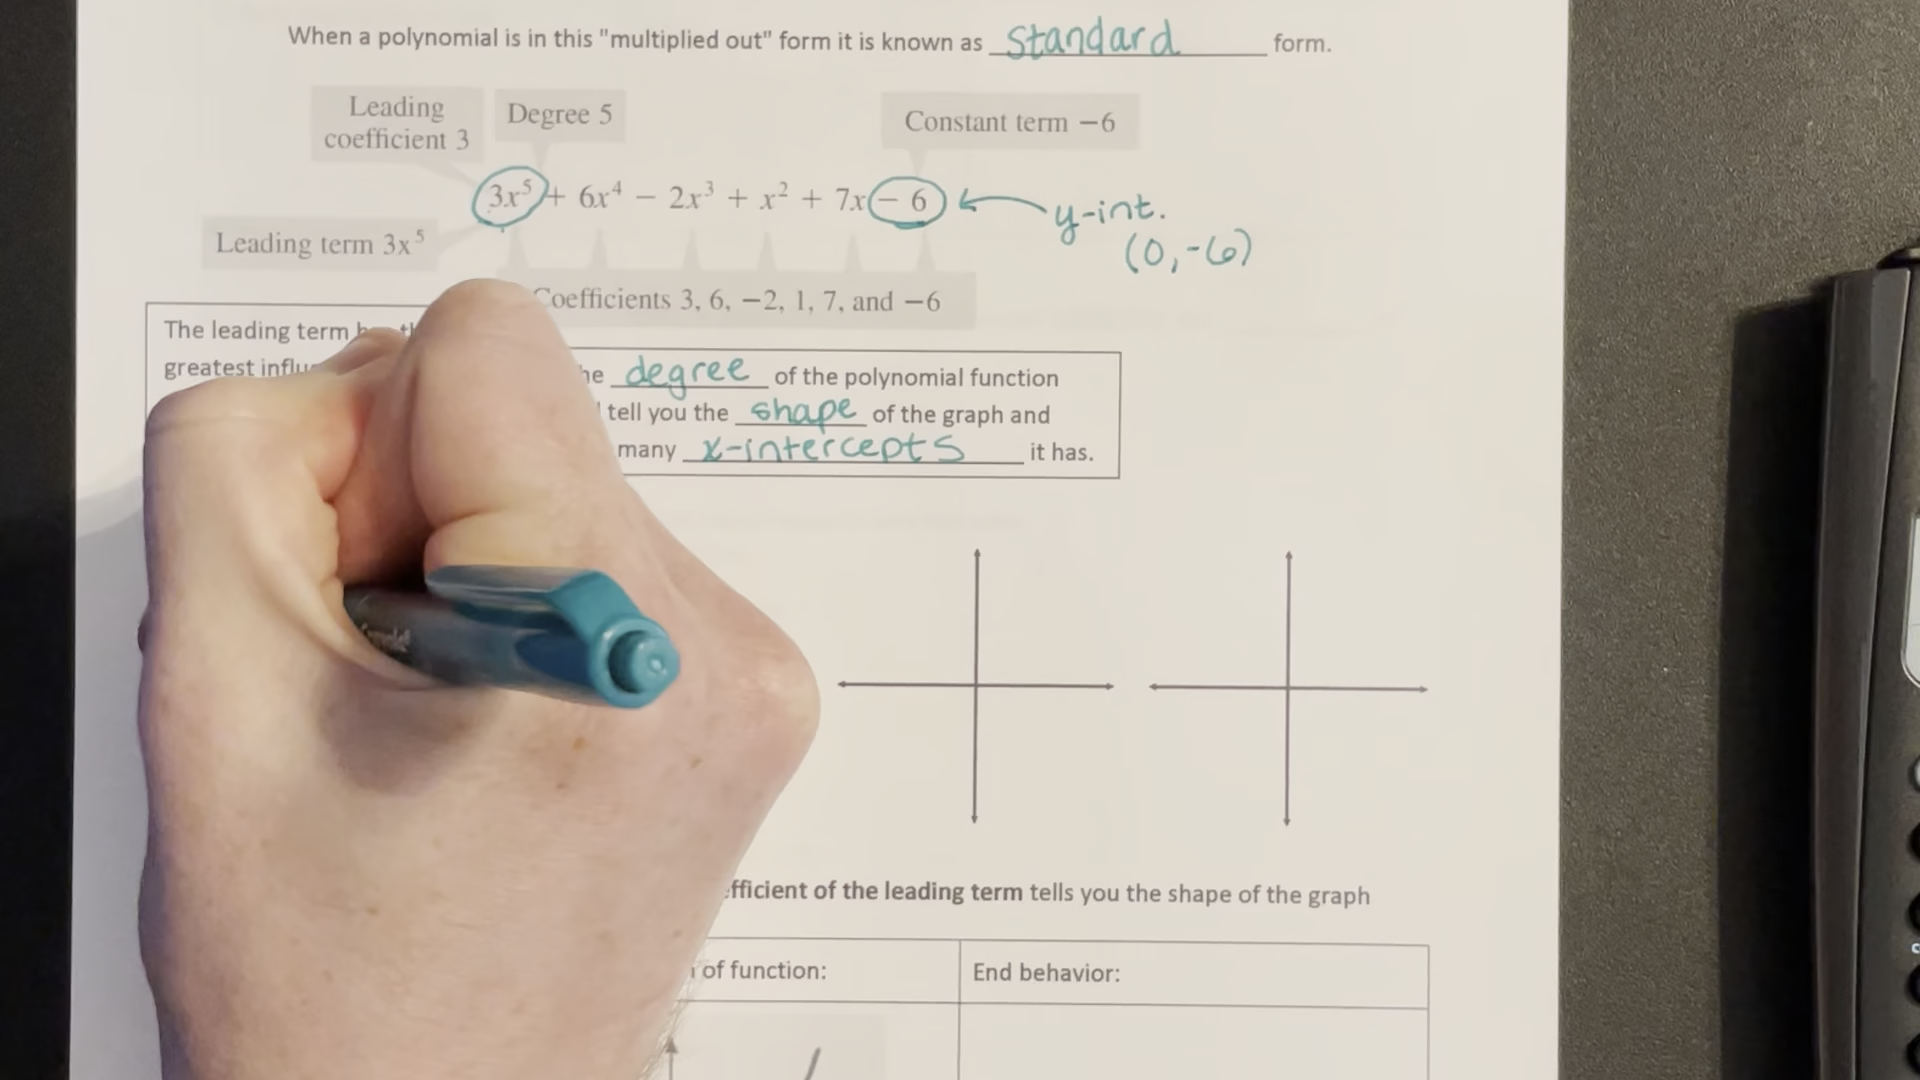 When a polynomial is in this "multiplied out" form it is known as standard form.
Leading
coefficient 3
Degree 5
Constant term −6
3x⁵ + 6x⁴ − 2x³ + x² + 7x − 6
y-int.
(0,-6)
Leading term 3x⁵
Coefficients 3, 6, −2, 1, 7, and −6
The leading term
greatest
degree of the polynomial function
tell you the shape of the graph and
many x-intercepts it has.
of the leading term tells you the shape of the graph
of function:
End behavior: